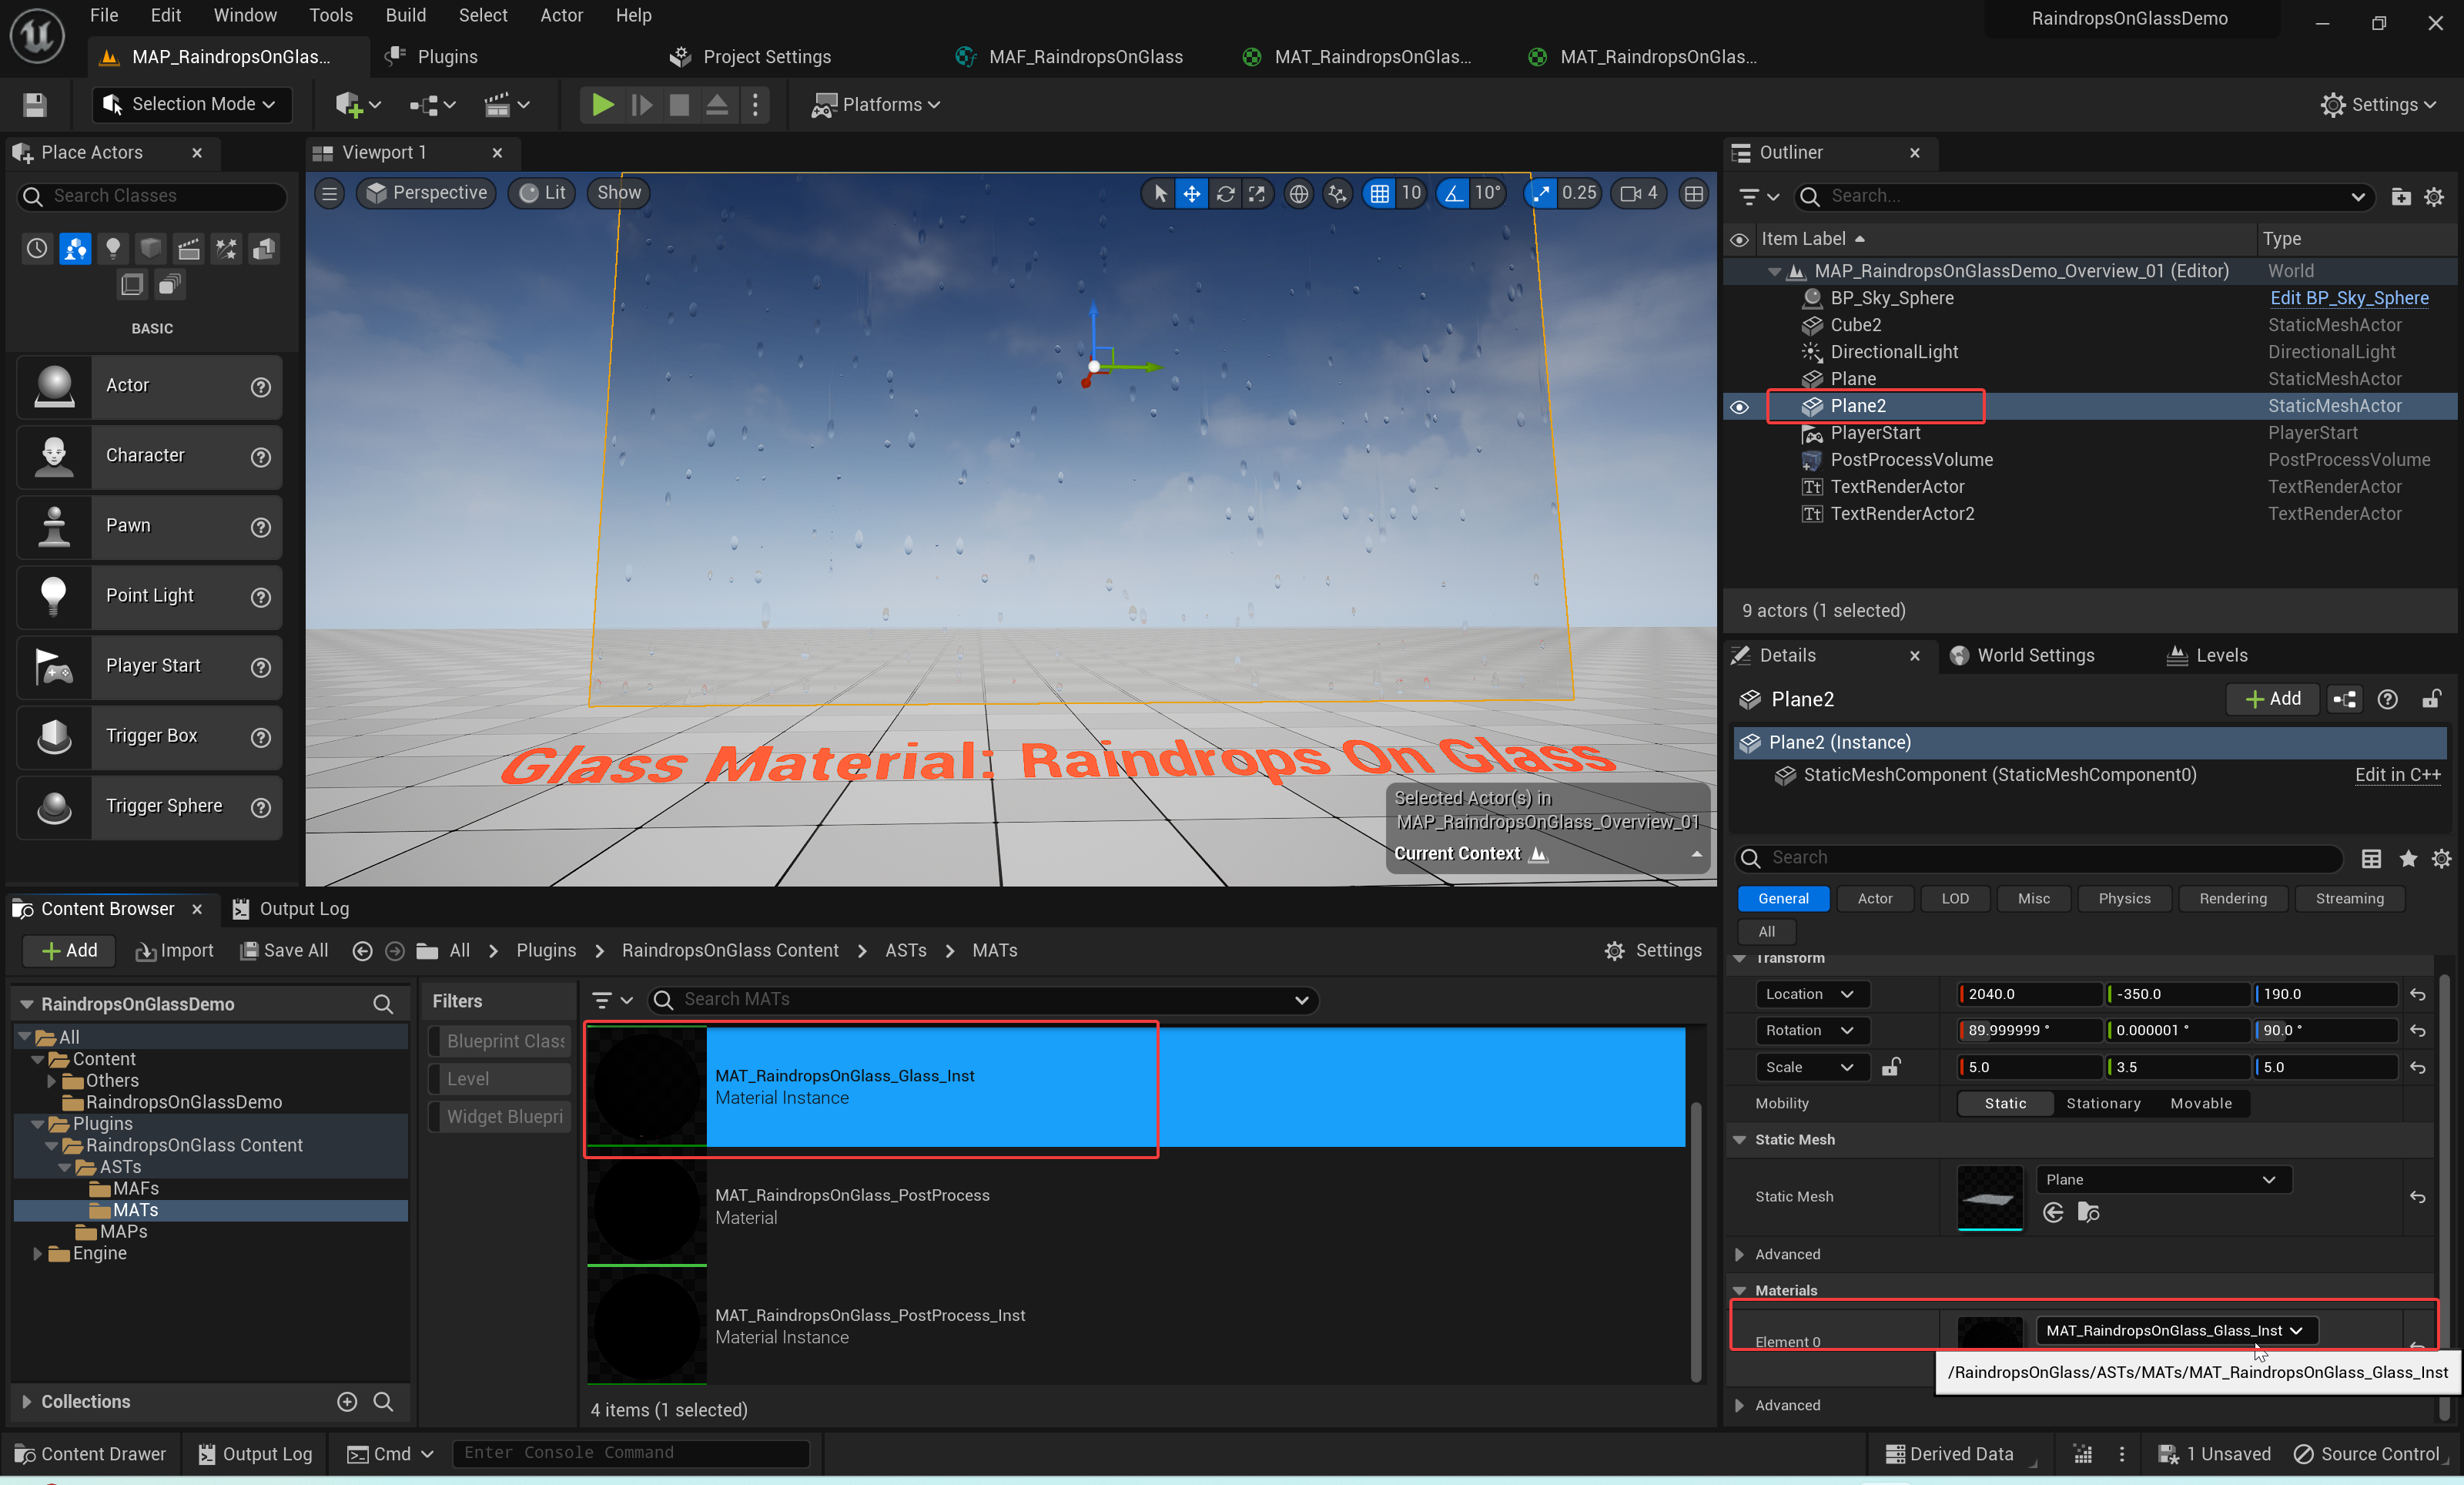 File Edit Window Tools Build Select Actor Help
RaindropsOnGlassDemo
MAP_RaindropsOnGlas... Plugins Project Settings MAF_RaindropsOnGlass MAT_RaindropsOnGlas... MAT_RaindropsOnGlas...
Selection Mode
Platforms
Settings
Place Actors
Search Classes
BASIC
Actor
Character
Pawn
Point Light
Player Start
Trigger Box
Trigger Sphere
Viewport 1
Perspective Lit Show
10 10° 0.25 4
Glass Material: Raindrops On Glass
Selected Actor(s) in
MAP_RaindropsOnGlass_Overview_01
Current Context
Outliner
Search...
Item Label Type
MAP_RaindropsOnGlassDemo_Overview_01 (Editor) World
BP_Sky_Sphere Edit BP_Sky_Sphere
Cube2 StaticMeshActor
DirectionalLight DirectionalLight
Plane StaticMeshActor
Plane2 StaticMeshActor
PlayerStart PlayerStart
PostProcessVolume PostProcessVolume
TextRenderActor TextRenderActor
TextRenderActor2 TextRenderActor
9 actors (1 selected)
Details World Settings Levels
Plane2
Add
Plane2 (Instance)
StaticMeshComponent (StaticMeshComponent0) Edit in C++
Search
General Actor LOD Misc Physics Rendering Streaming
All
Transform
Location 2040.0 -350.0 190.0
Rotation 89.999999 ° 0.000001 ° 90.0 °
Scale 5.0 3.5 5.0
Mobility Static Stationary Movable
Static Mesh
Static Mesh Plane
Advanced
Materials
Element 0 MAT_RaindropsOnGlass_Glass_Inst
/RaindropsOnGlass/ASTs/MATs/MAT_RaindropsOnGlass_Glass_Inst
Advanced
Content Browser Output Log
Add Import Save All All Plugins RaindropsOnGlass Content ASTs MATs
Settings
RaindropsOnGlassDemo
All
Content
Others
RaindropsOnGlassDemo
Plugins
RaindropsOnGlass Content
ASTs
MAFs
MATs
MAPs
Engine
Collections
Filters
Blueprint Class
Level
Widget Bluepri
Search MATs
MAT_RaindropsOnGlass_Glass_Inst
Material Instance
MAT_RaindropsOnGlass_PostProcess
Material
MAT_RaindropsOnGlass_PostProcess_Inst
Material Instance
4 items (1 selected)
Content Drawer Output Log Cmd Enter Console Command
Derived Data 1 Unsaved Source Control